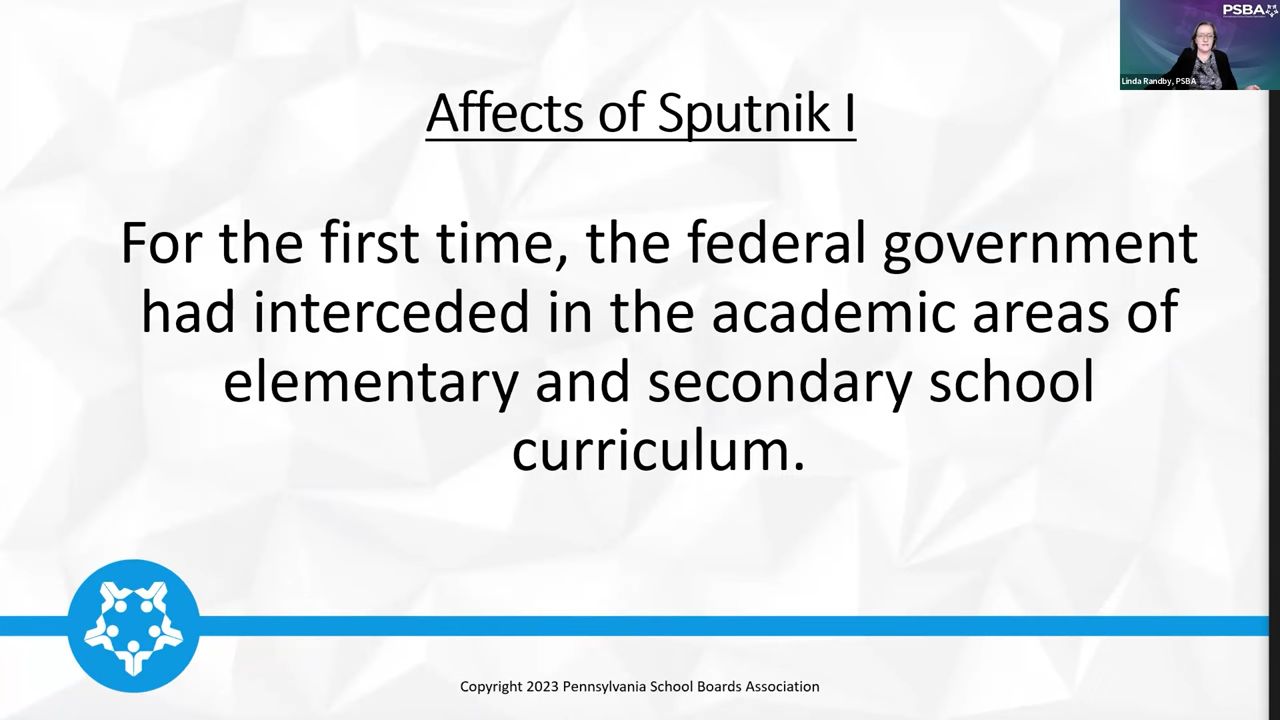 PSBA
Linda Randby, PSBA
Affects of Sputnik I
For the first time, the federal government
had interceded in the academic areas of
elementary and secondary school
curriculum.
Copyright 2023 Pennsylvania School Boards Association